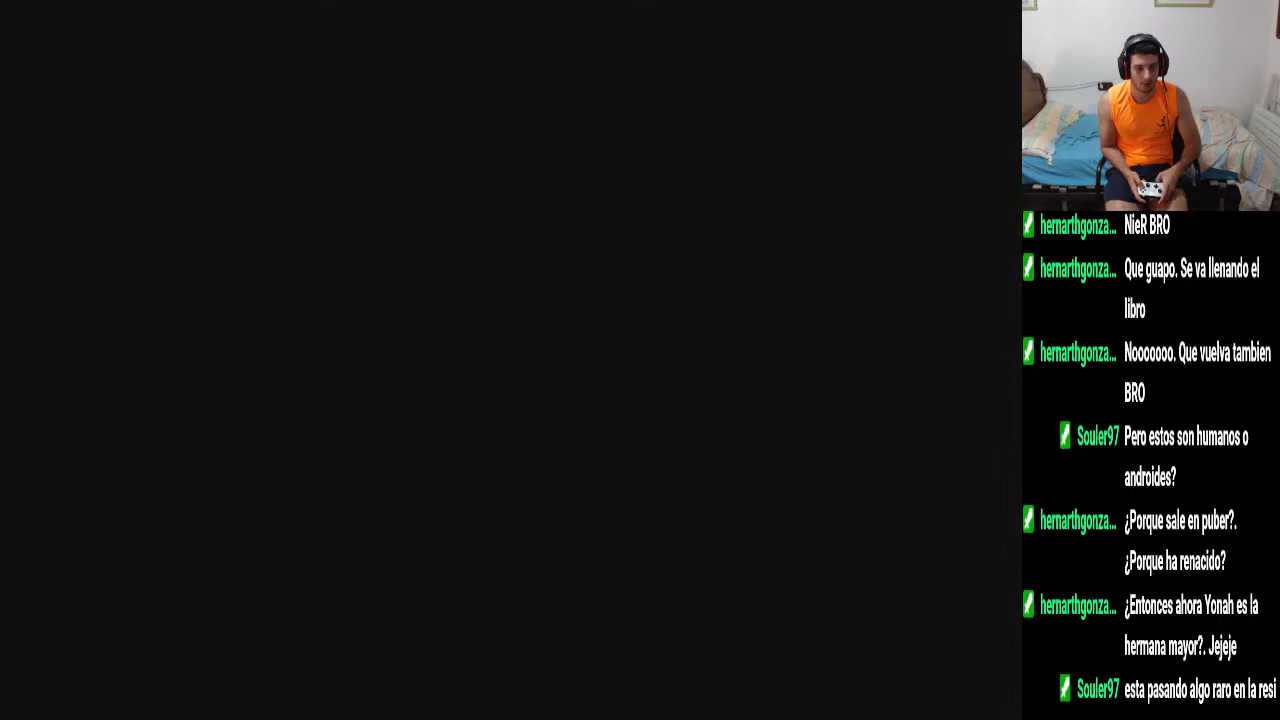 hernarthgonza... NieR BRO
hernarthgonza... Que guapo. Se va llenando el
libro
hernarthgonza... Nooooooo. Que vuelva tambien
BRO
Souler97 Pero estos son humanos o
androides?
hernarthgonza... ¿Porque sale en puber?.
¿Porque ha renacido?
hernarthgonza... ¿Entonces ahora Yonah es la
hermana mayor?. Jejeje
Souler97 esta pasando algo raro en la resi